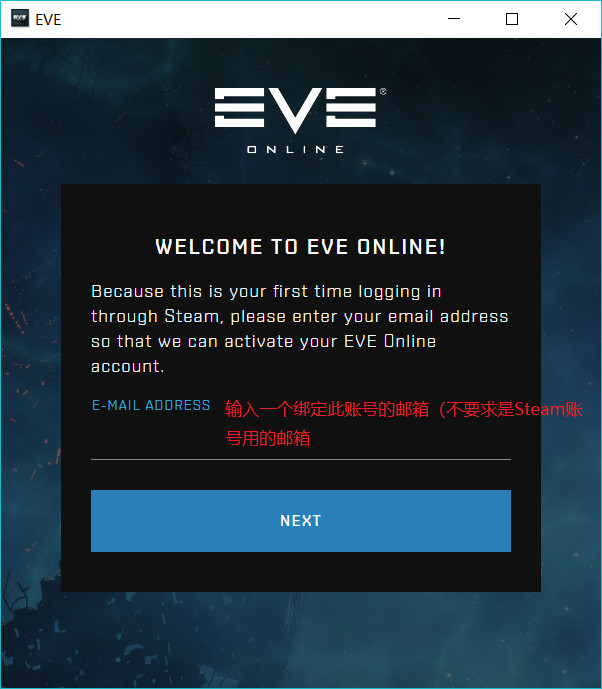 EVE
EVE®
ONLINE
WELCOME TO EVE ONLINE!
Because this is your first time logging in
through Steam, please enter your email address
so that we can activate your EVE Online
account.
E-MAIL ADDRESS 输入一个绑定此账号的邮箱（不要求是Steam账
号用的邮箱
NEXT